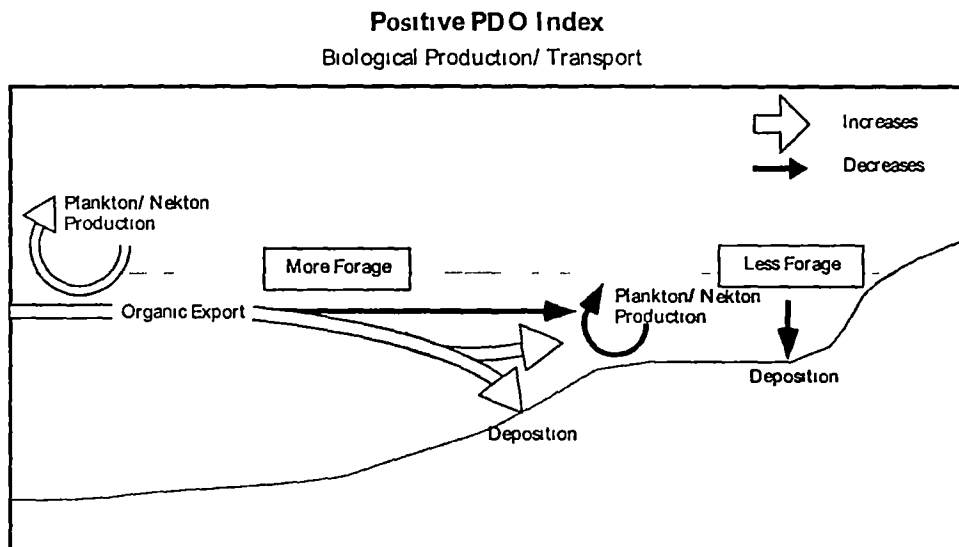 Positive PDO Index
Biological Production/ Transport
Increases
Decreases
Plankton/ Nekton
Production
More Forage
Less Forage
Organic Export
Plankton/ Nekton
Production
Deposition
Deposition